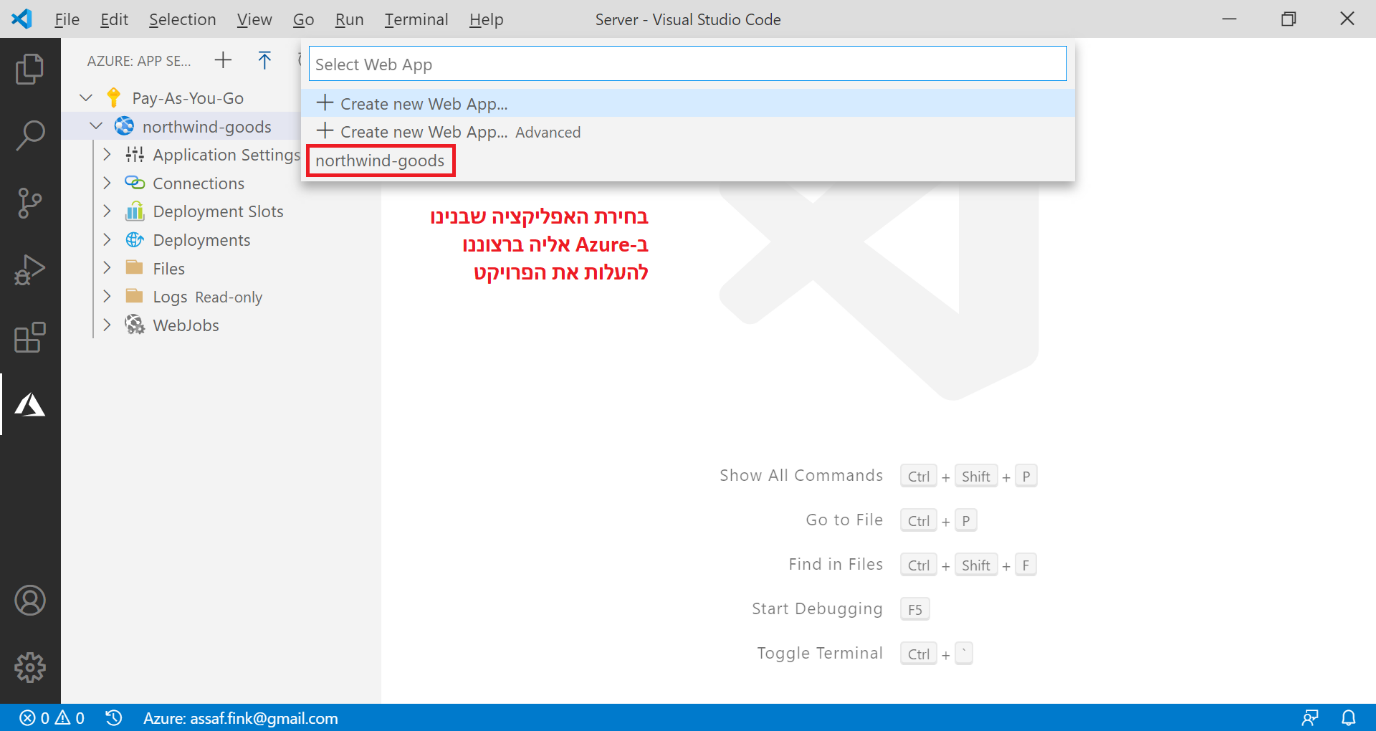 File Edit Selection View Go Run Terminal Help Server - Visual Studio Code
AZURE: APP SE...
Select Web App
Pay-As-You-Go
Create new Web App...
northwind-goods
Create new Web App... Advanced
Application Settings
northwind-goods
Connections
Deployment Slots
בחירת האפליקציה שבנינו
ב-Azure אליה ברצוננו
להעלות את הפרויקט
Deployments
Files
Logs Read-only
WebJobs
Show All Commands Ctrl + Shift + P
Go to File Ctrl + P
Find in Files Ctrl + Shift + F
Start Debugging F5
Toggle Terminal Ctrl + `
0 0 Azure: assaf.fink@gmail.com